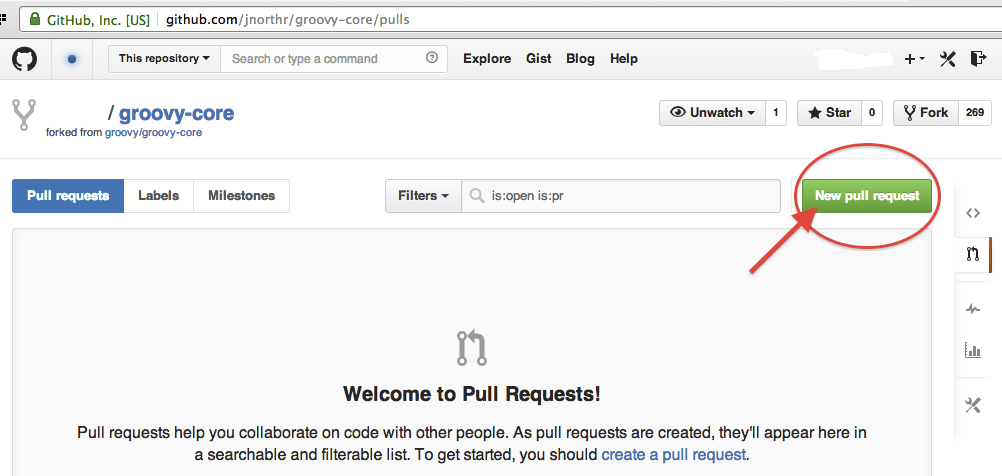 GitHub, Inc. [US] github.com/jnorthr/groovy-core/pulls
This repository Search or type a command Explore Gist Blog Help
/ groovy-core Unwatch 1 Star 0 Fork 269
forked from groovy/groovy-core
Pull requests Labels Milestones Filters is:open is:pr New pull request
Welcome to Pull Requests!
Pull requests help you collaborate on code with other people. As pull requests are created, they'll appear here in
a searchable and filterable list. To get started, you should create a pull request.